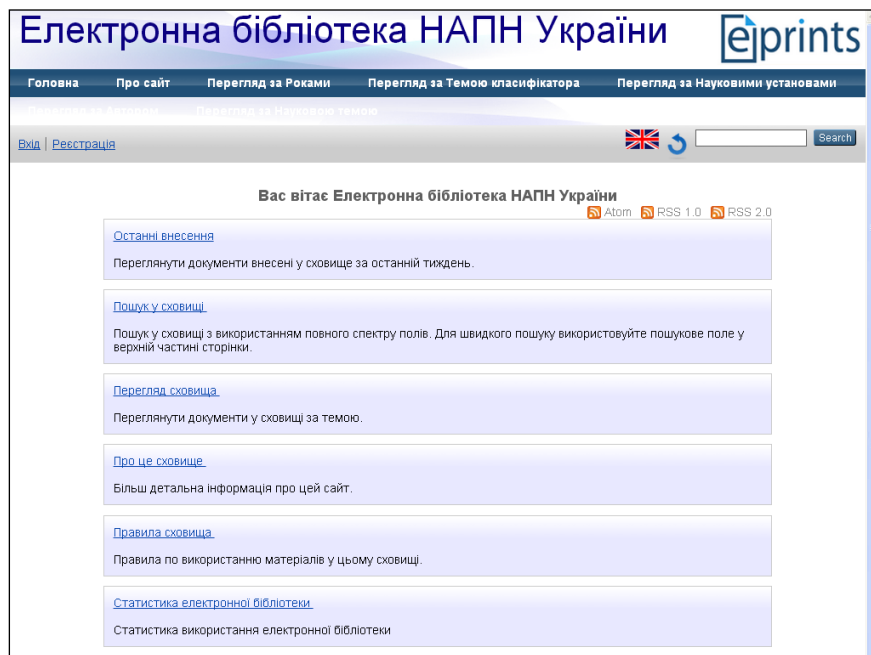 Електронна бібліотека НАПН України
eprints
Головна Про сайт Перегляд за Роками Перегляд за Темою класифікатора Перегляд за Науковими установами
Перегляд за Автором Перегляд за Науковою темою
Вхід | Реєстрація Search
Вас вітає Електронна бібліотека НАПН України
Atom RSS 1.0 RSS 2.0
Останні внесення
Переглянути документи внесені у сховище за останній тиждень.
Пошук у сховищі
Пошук у сховищі з використанням повного спектру полів. Для швидкого пошуку використовуйте пошукове поле у
верхній частині сторінки.
Перегляд сховища
Переглянути документи у сховищі за темою.
Про це сховище
Більш детальна інформація про цей сайт.
Правила сховища
Правила по використанню матеріалів у цьому сховищі.
Статистика електронної бібліотеки
Статистика використання електронної бібліотеки